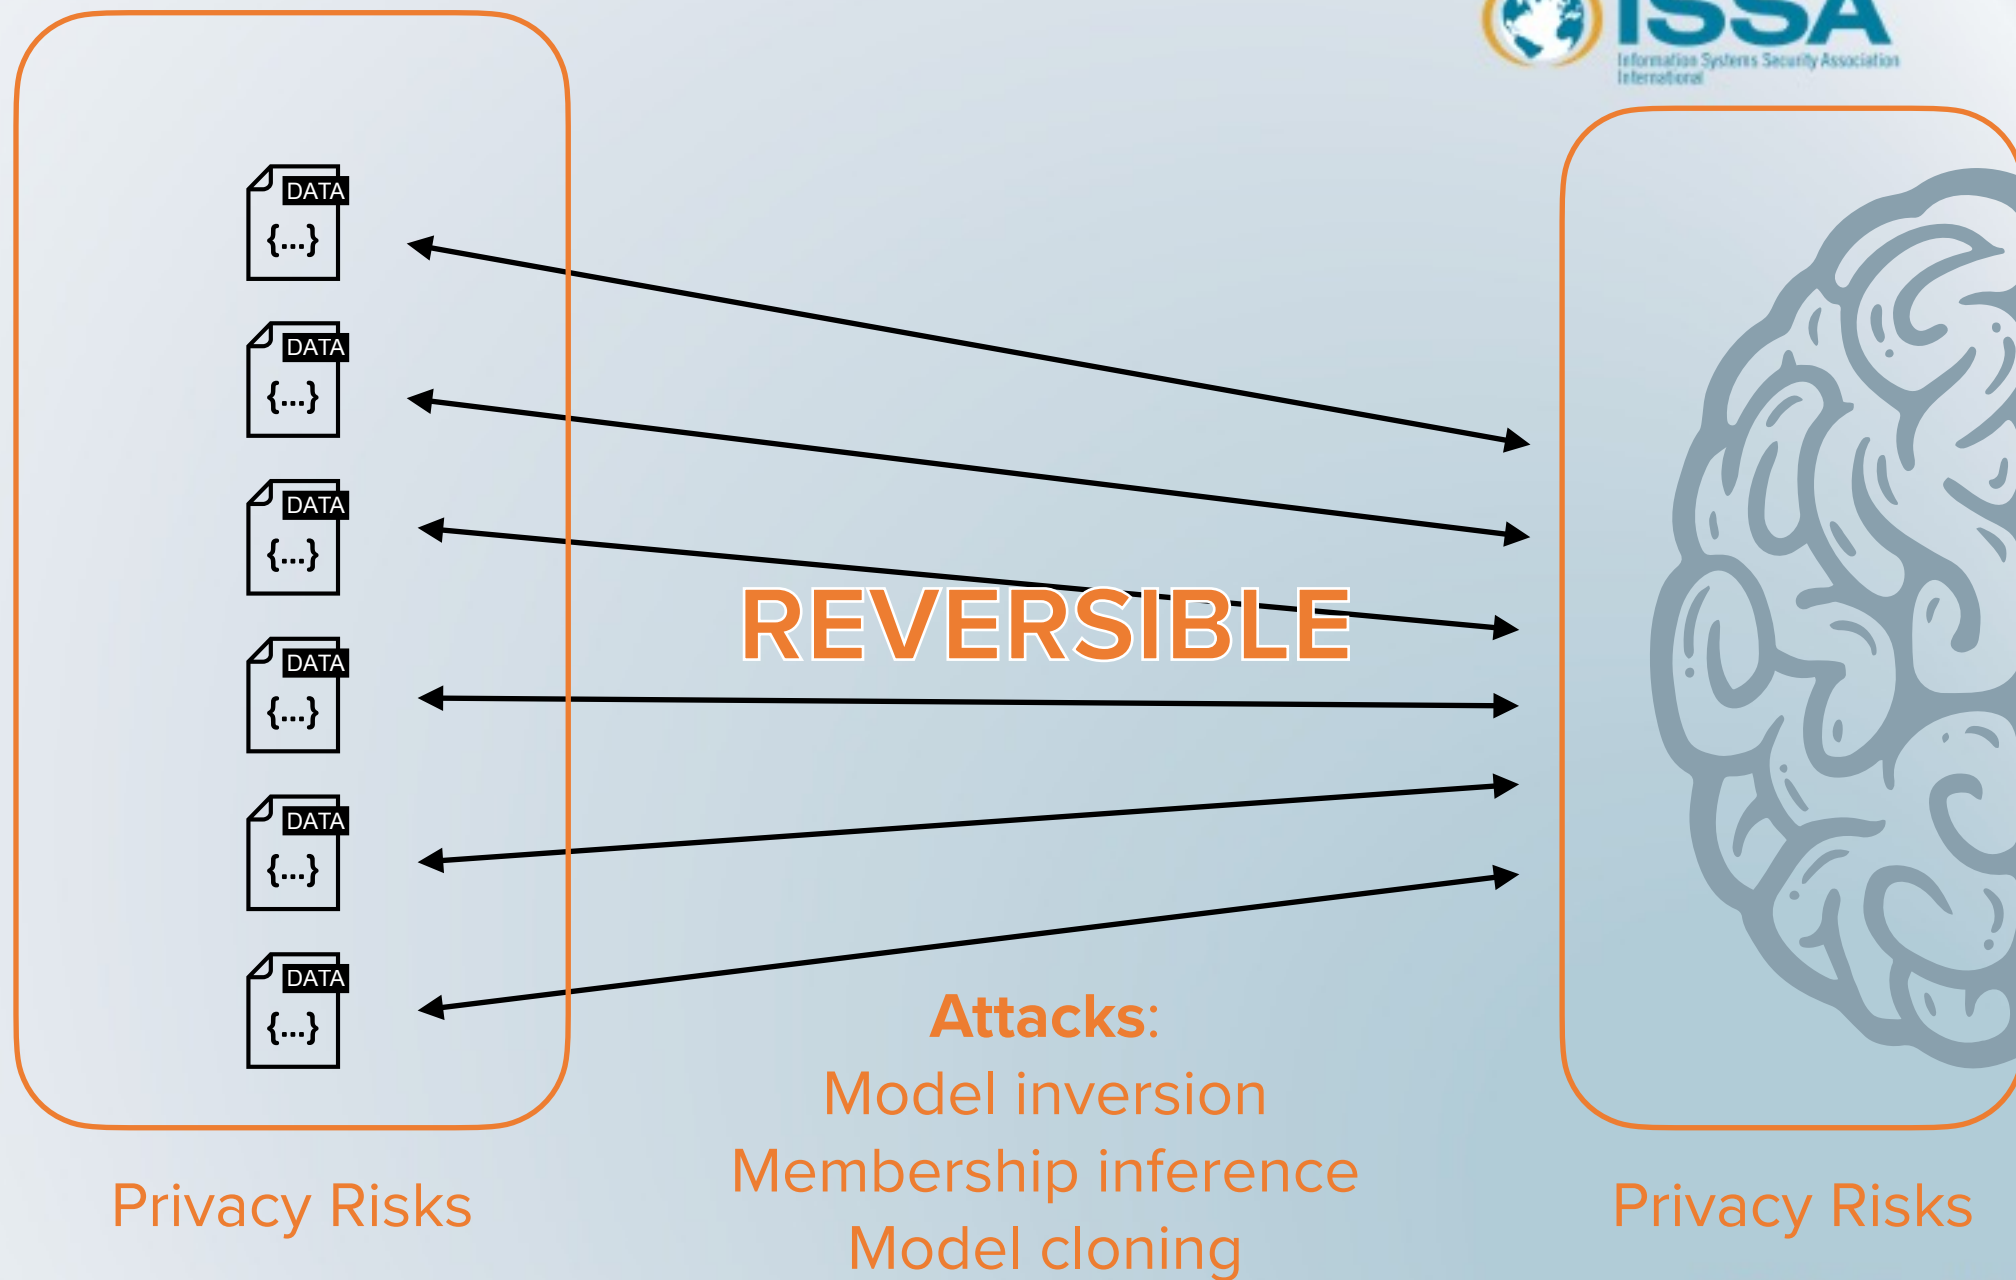 ISSA
Information Systems Security Association
International
DATA
{...}
DATA
{...}
DATA
{...}
DATA
{...}
DATA
{...}
DATA
{...}
REVERSIBLE
Attacks:
Model inversion
Membership inference
Model cloning
Privacy Risks
Privacy Risks